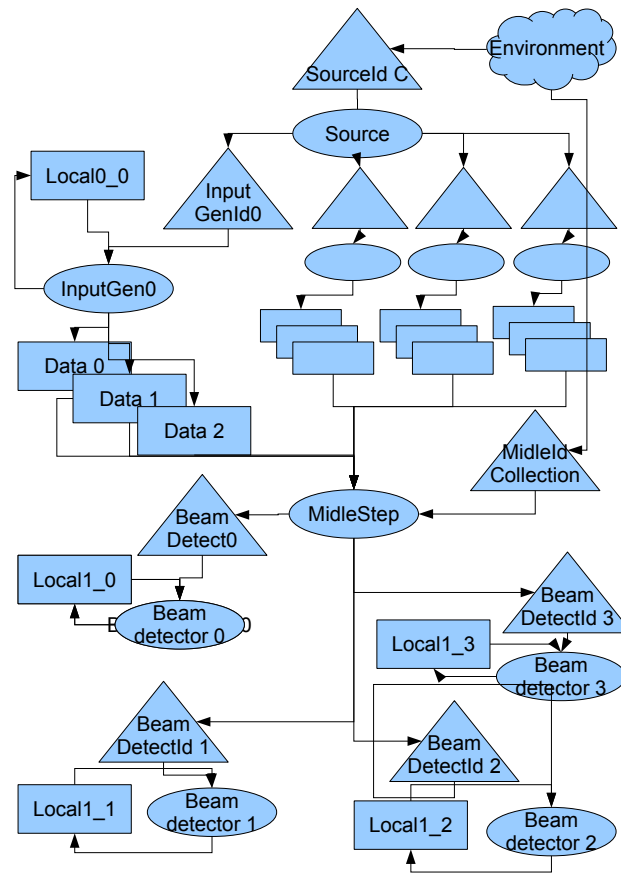 Environment
SourceId C
Source
Local0_0
Input
GenId0
InputGen0
Data 0
Data 1
Data 2
MidleId
Collection
MidleStep
Beam
Detect0
Local1_0
Beam
detector 0
Beam
DetectId 3
Local1_3
Beam
detector 3
Beam
DetectId 1
Beam
DetectId 2
Local1_1
Beam
detector 1
Local1_2
Beam
detector 2